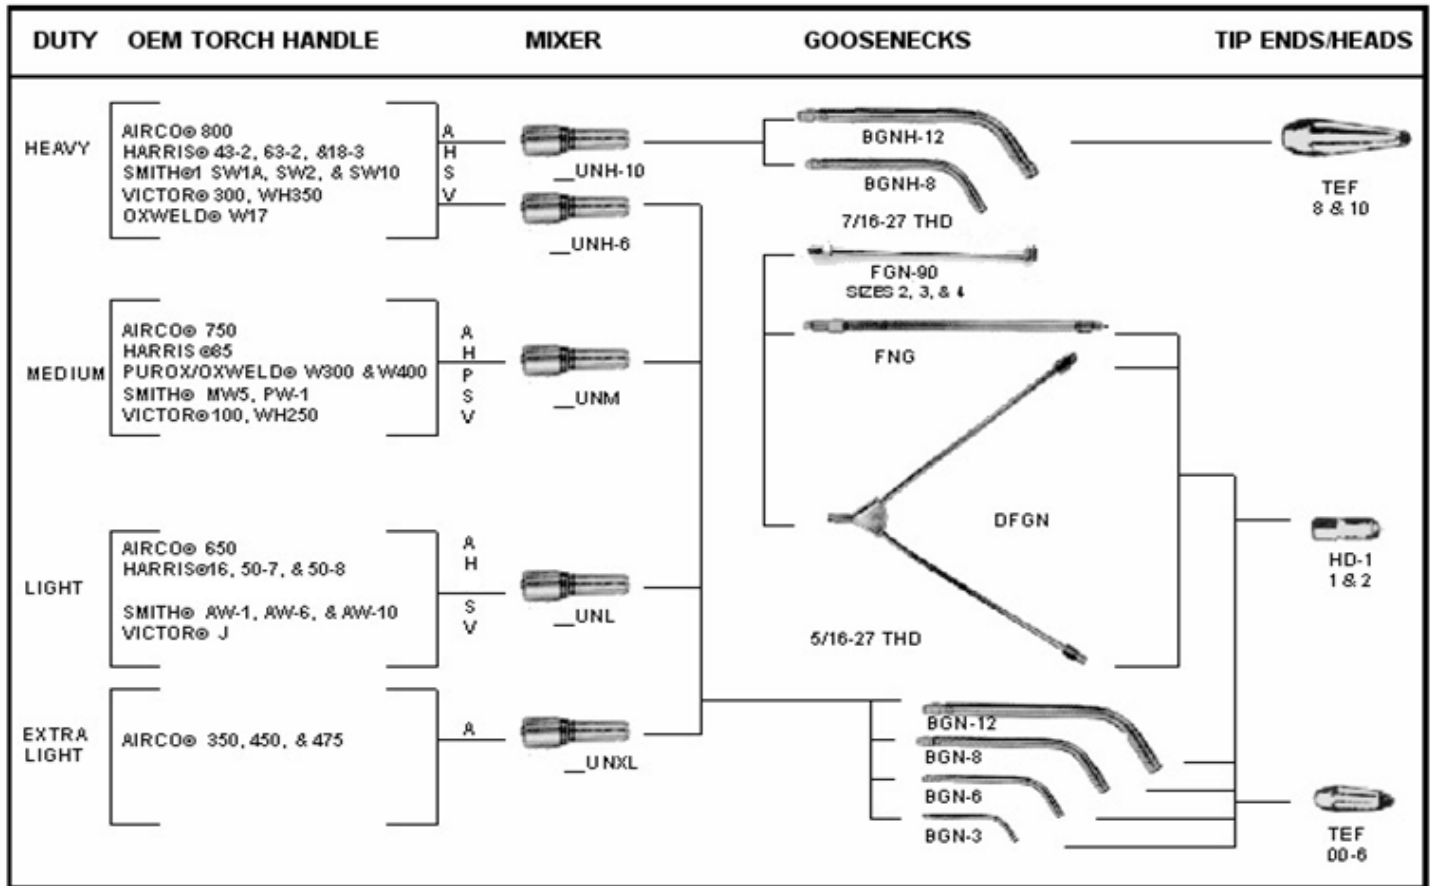 DUTY OEM TORCH HANDLE MIXER GOOSENECKS TIP ENDS/HEADS
HEAVY
AIRCO® 800
HARRIS® 43-2, 63-2, &18-3
SMITH®1 SW1A, SW2, & SW10
VICTOR® 300, WH350
OXWELD® W17
A
H
S
V
__UNH-10
__UNH-6
BGNH-12
BGNH-8
7/16-27 THD
TEF
8 & 10
FGN-90
SIZES 2, 3, & 4
FNG
MEDIUM
AIRCO® 750
HARRIS ®85
PUROX/OXWELD® W300 & W400
SMITH® MW5, PW-1
VICTOR® 100, WH250
A
H
P
S
V
__UNM
DFGN
5/16-27 THD
HD-1
1 & 2
LIGHT
AIRCO® 650
HARRIS®16, 50-7, & 50-8
SMITH® AW-1, AW-6, & AW-10
VICTOR® J
A
H
S
V
__UNL
EXTRA
LIGHT
AIRCO® 350, 450, & 475
A
__UNXL
BGN-12
BGN-8
BGN-6
BGN-3
TEF
00-6